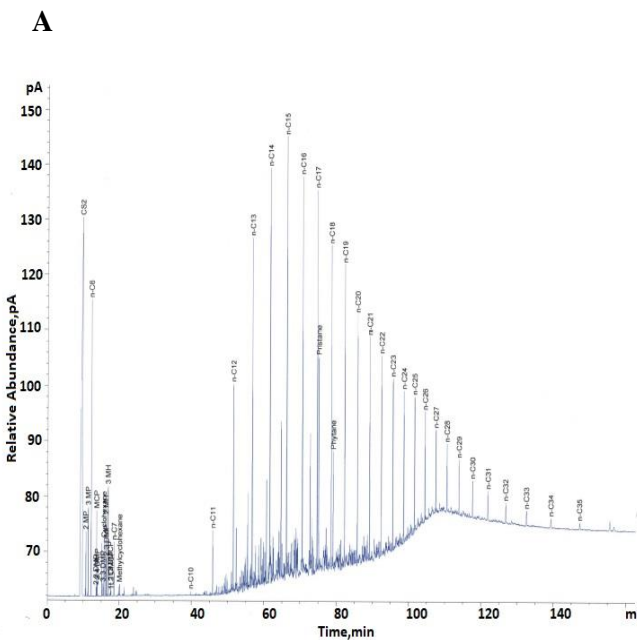 A
pA
150
140
130
120
110
100
90
80
70
Relative Abundance,pA
CS2
n-C6
2 MP
3 MP
MCP
3 MH
n-C7
Methylcyclohexane
n-C10
n-C11
n-C12
n-C13
n-C14
n-C15
n-C16
n-C17
Pristane
n-C18
Phytane
n-C19
n-C20
n-C21
n-C22
n-C23
n-C24
n-C25
n-C26
n-C27
n-C28
n-C29
n-C30
n-C31
n-C32
n-C33
n-C34
n-C35
0 20 40 60 80 100 120 140 m
Time,min